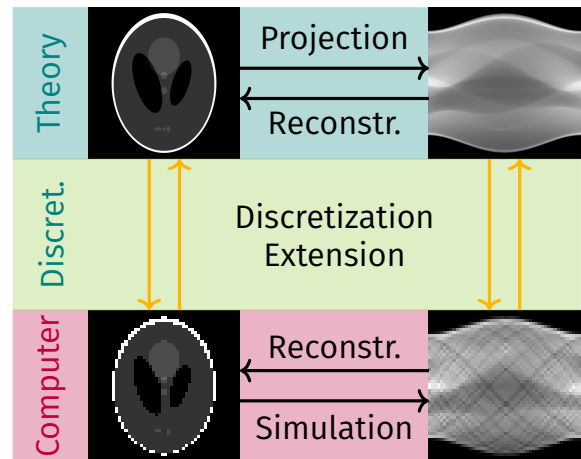 Theory
Projection
Reconstr.
Discret.
Discretization
Extension
Computer
Reconstr.
Simulation